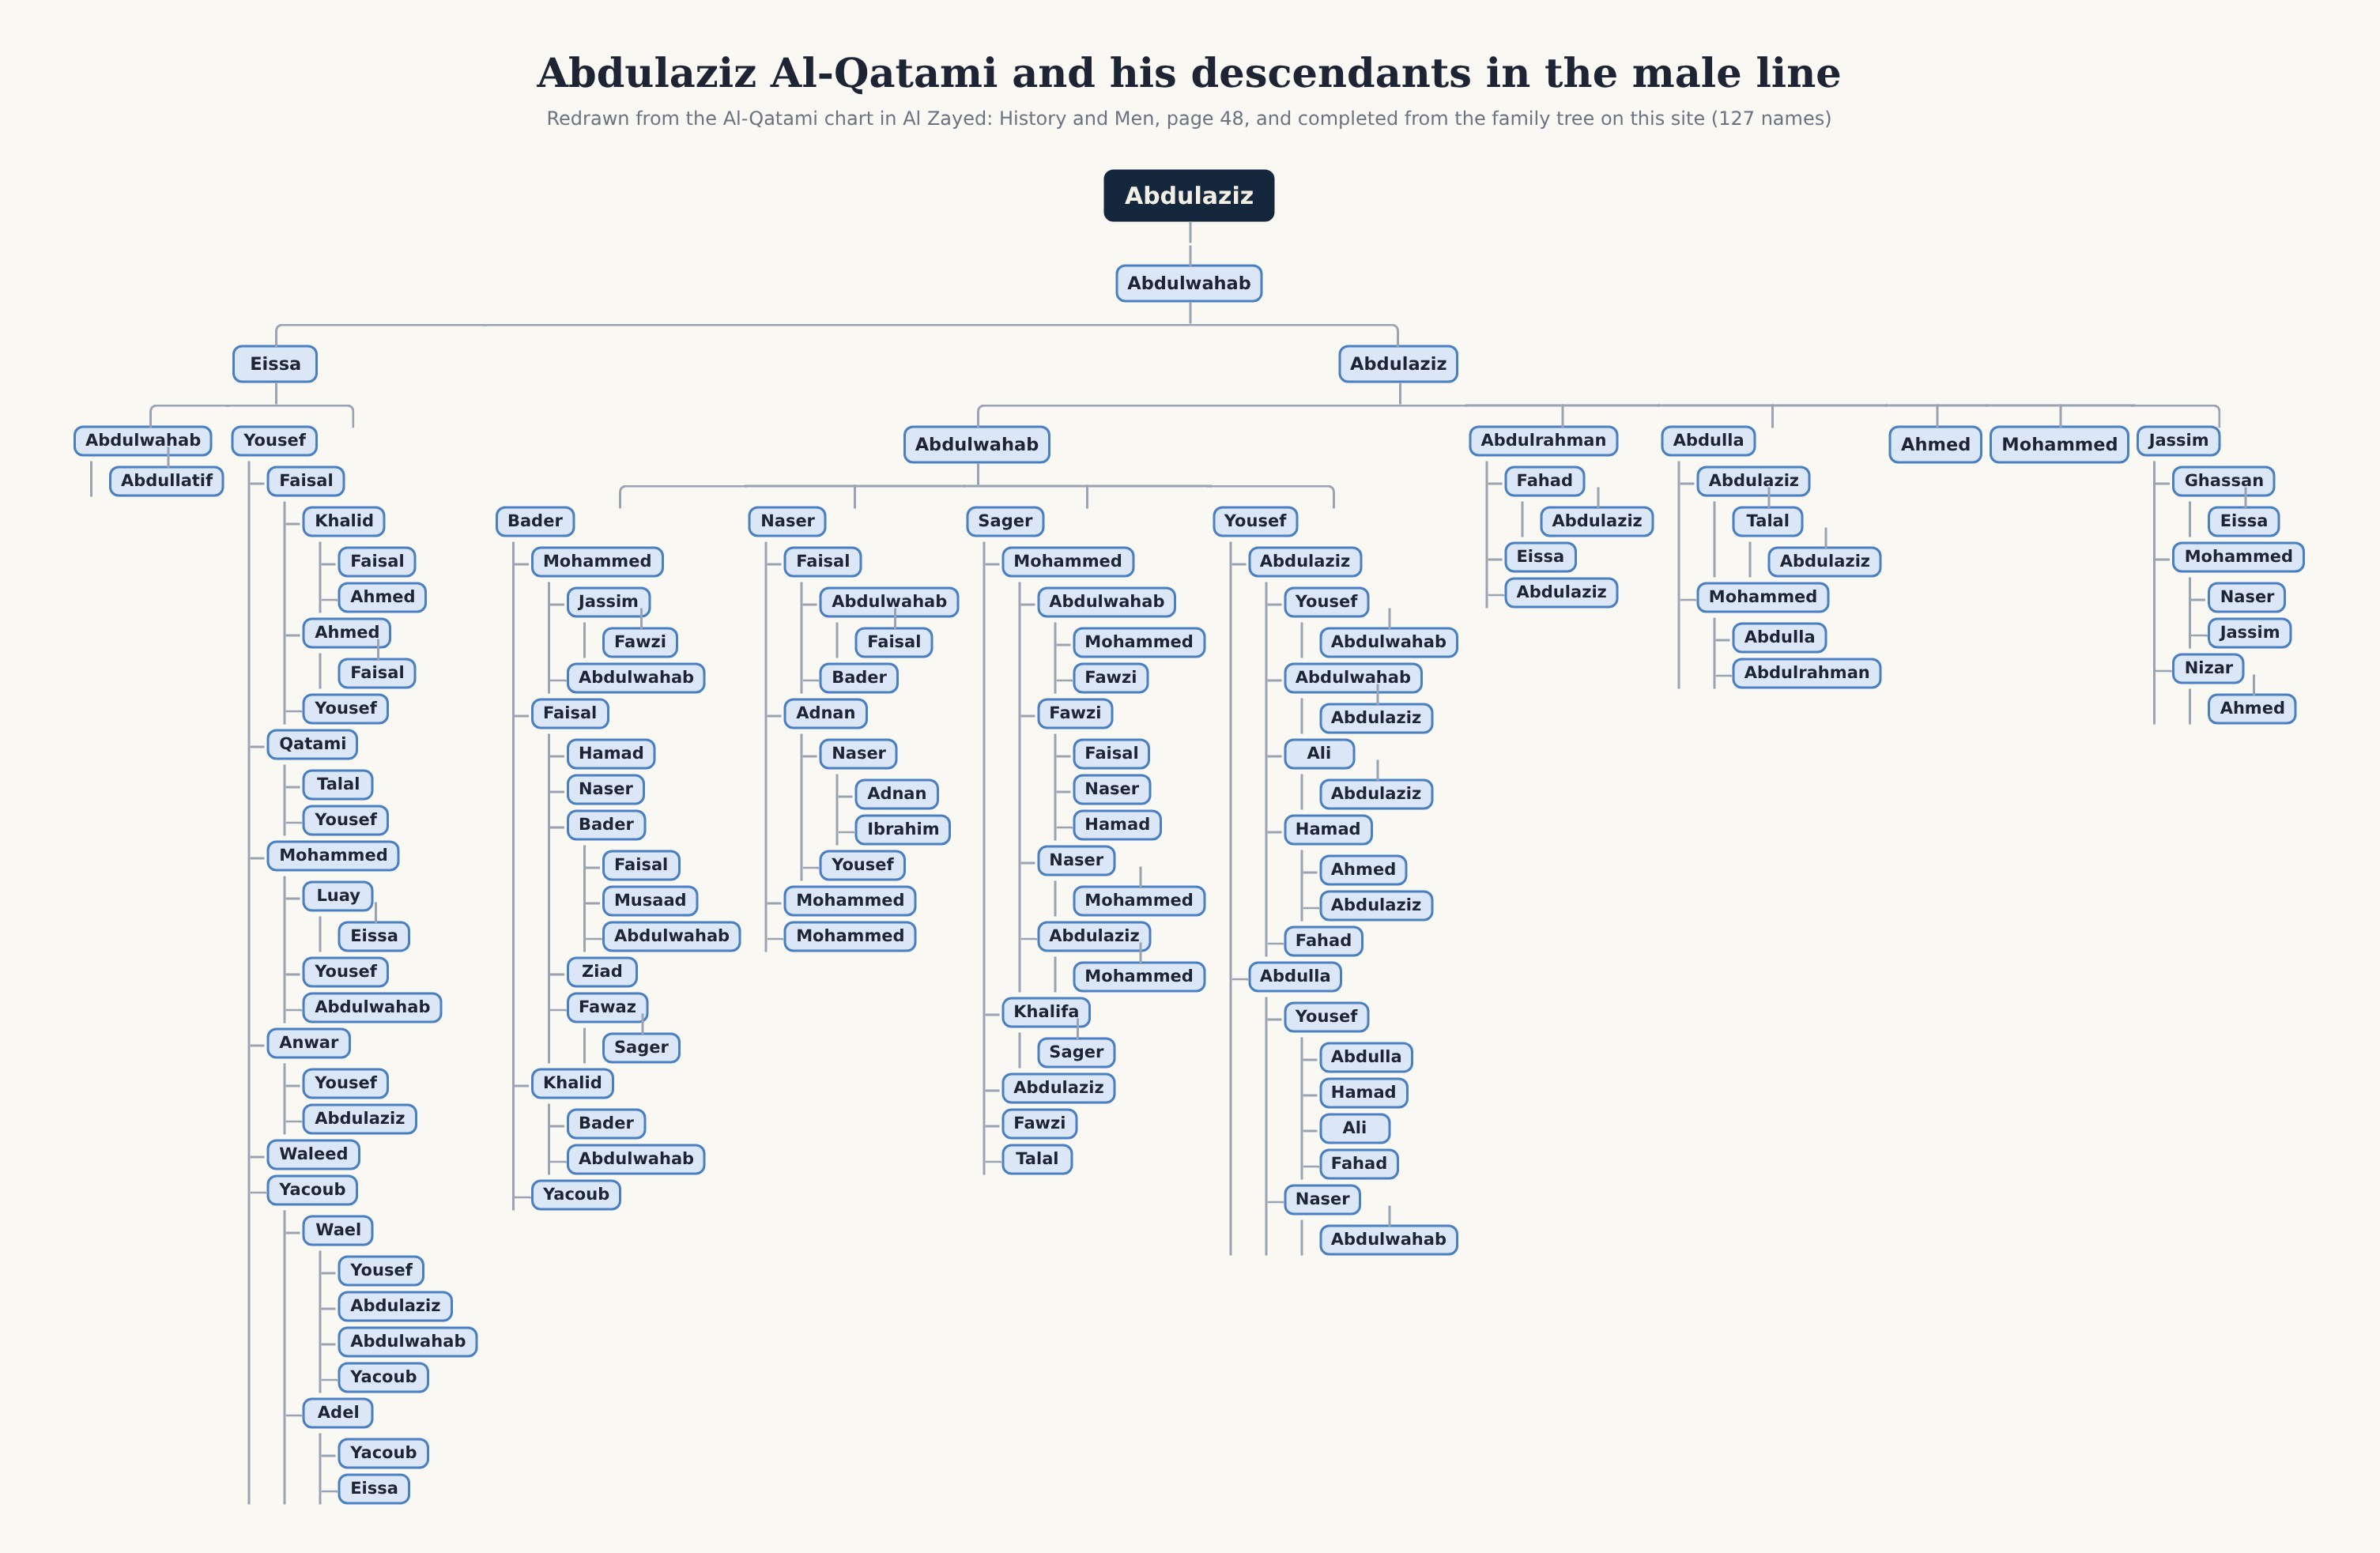 Abdulaziz Al-Qatami and his descendants in the male line
Redrawn from the Al-Qatami chart in Al Zayed: History and Men, page 48, and completed from the family tree on this site (127 names)
Abdulaziz
Abdulwahab
Eissa
Abdulaziz
Abdulwahab
Abdullatif
Yousef
Faisal
Khalid
Faisal
Ahmed
Ahmed
Faisal
Yousef
Qatami
Talal
Yousef
Mohammed
Luay
Eissa
Yousef
Abdulwahab
Anwar
Yousef
Abdulaziz
Waleed
Yacoub
Wael
Yousef
Abdulaziz
Abdulwahab
Yacoub
Adel
Yacoub
Eissa
Abdulwahab
Bader
Mohammed
Jassim
Fawzi
Abdulwahab
Faisal
Hamad
Naser
Bader
Faisal
Musaad
Abdulwahab
Ziad
Fawaz
Sager
Khalid
Bader
Abdulwahab
Yacoub
Naser
Faisal
Abdulwahab
Faisal
Bader
Adnan
Naser
Adnan
Ibrahim
Yousef
Mohammed
Mohammed
Sager
Mohammed
Abdulwahab
Mohammed
Fawzi
Fawzi
Faisal
Naser
Hamad
Naser
Mohammed
Abdulaziz
Mohammed
Khalifa
Sager
Abdulaziz
Fawzi
Talal
Yousef
Abdulaziz
Yousef
Abdulwahab
Abdulwahab
Abdulaziz
Ali
Abdulaziz
Hamad
Ahmed
Abdulaziz
Fahad
Abdulla
Yousef
Abdulla
Hamad
Ali
Fahad
Naser
Abdulwahab
Abdulrahman
Fahad
Abdulaziz
Eissa
Abdulaziz
Abdulla
Abdulaziz
Talal
Abdulaziz
Mohammed
Abdulla
Abdulrahman
Ahmed
Mohammed
Jassim
Ghassan
Eissa
Mohammed
Naser
Jassim
Nizar
Ahmed